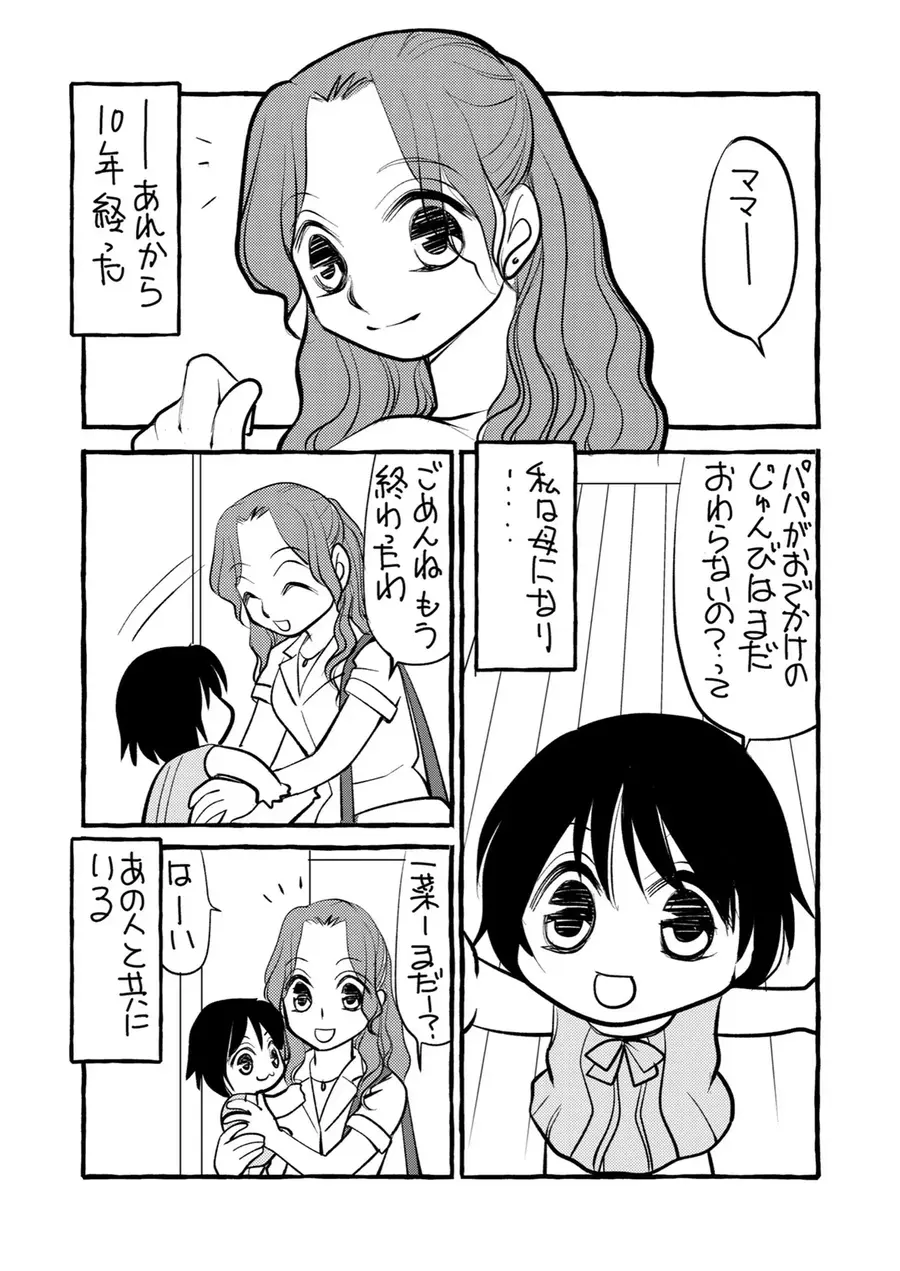 ママー
──あれから
10年経った
パパがおでかけの
じゅんびはまだ
おわらないの?って
私は母になり
‥‥‥
ごめんねもう
終わったわ
一菜ーまだー?
はーい
あの人と共に
いる